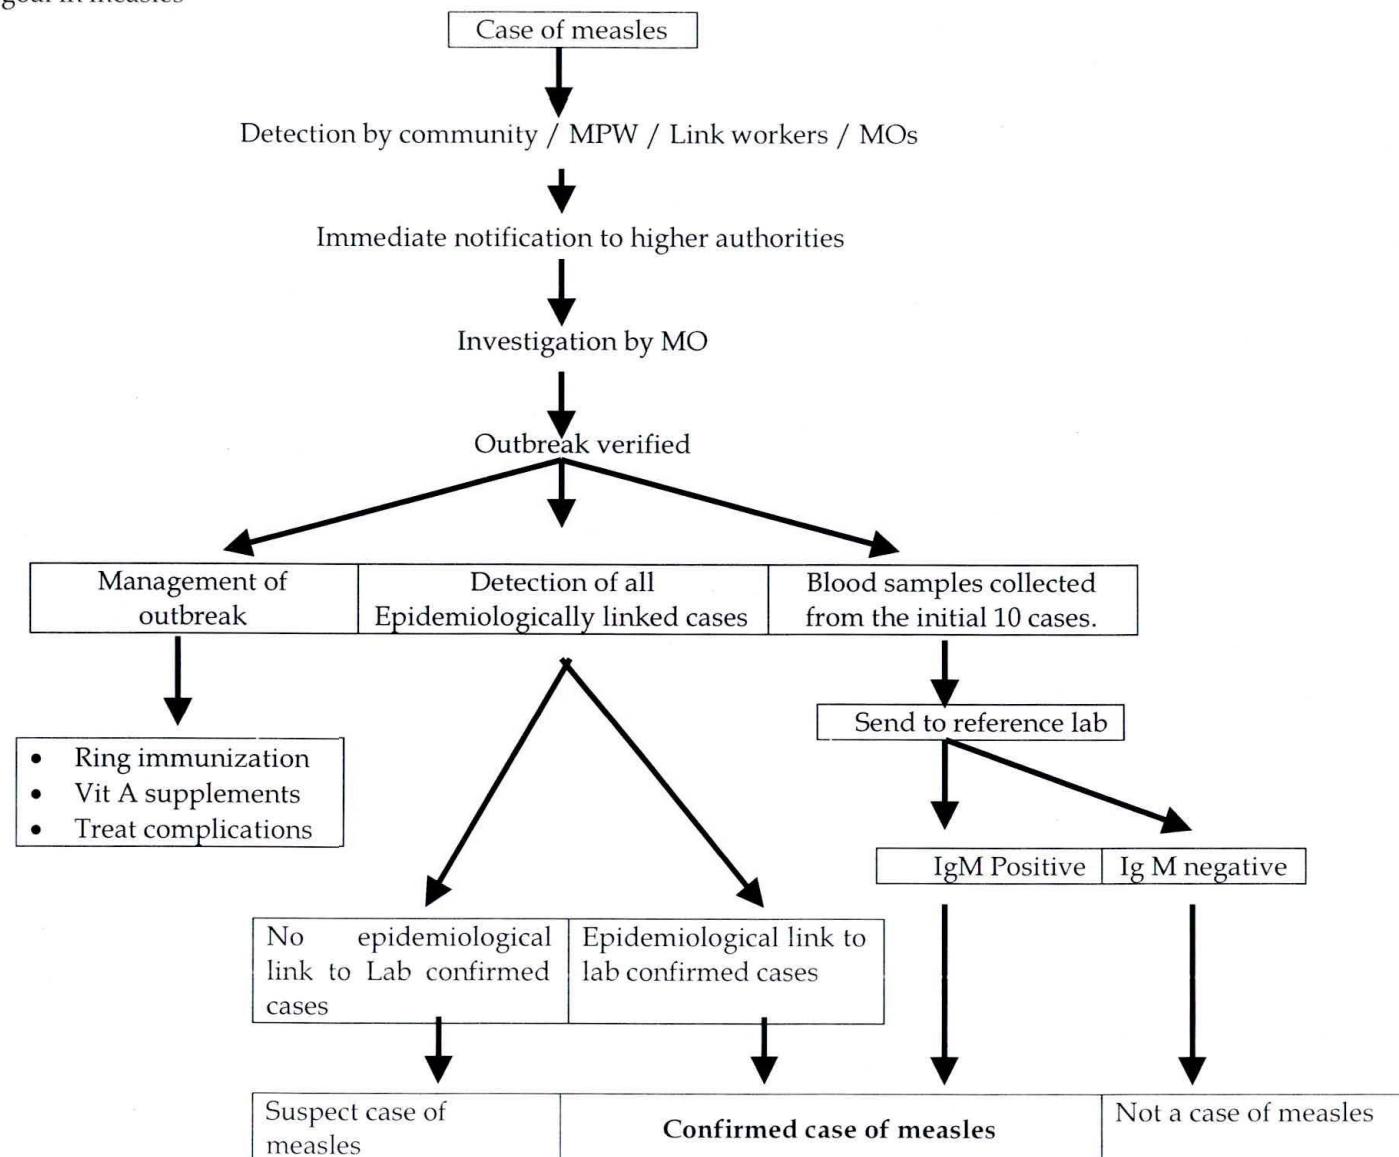 goal in measles
Case of measles
Detection by community / MPW / Link workers / MOs
Immediate notification to higher authorities
Investigation by MO
Outbreak verified
Management of
outbreak
Detection of all
Epidemiologically linked cases
Blood samples collected
from the initial 10 cases.
Send to reference lab
• Ring immunization
• Vit A supplements
• Treat complications
IgM Positive
Ig M negative
No epidemiological
link to Lab confirmed
cases
Epidemiological link to
lab confirmed cases
Suspect case of
measles
Confirmed case of measles
Not a case of measles